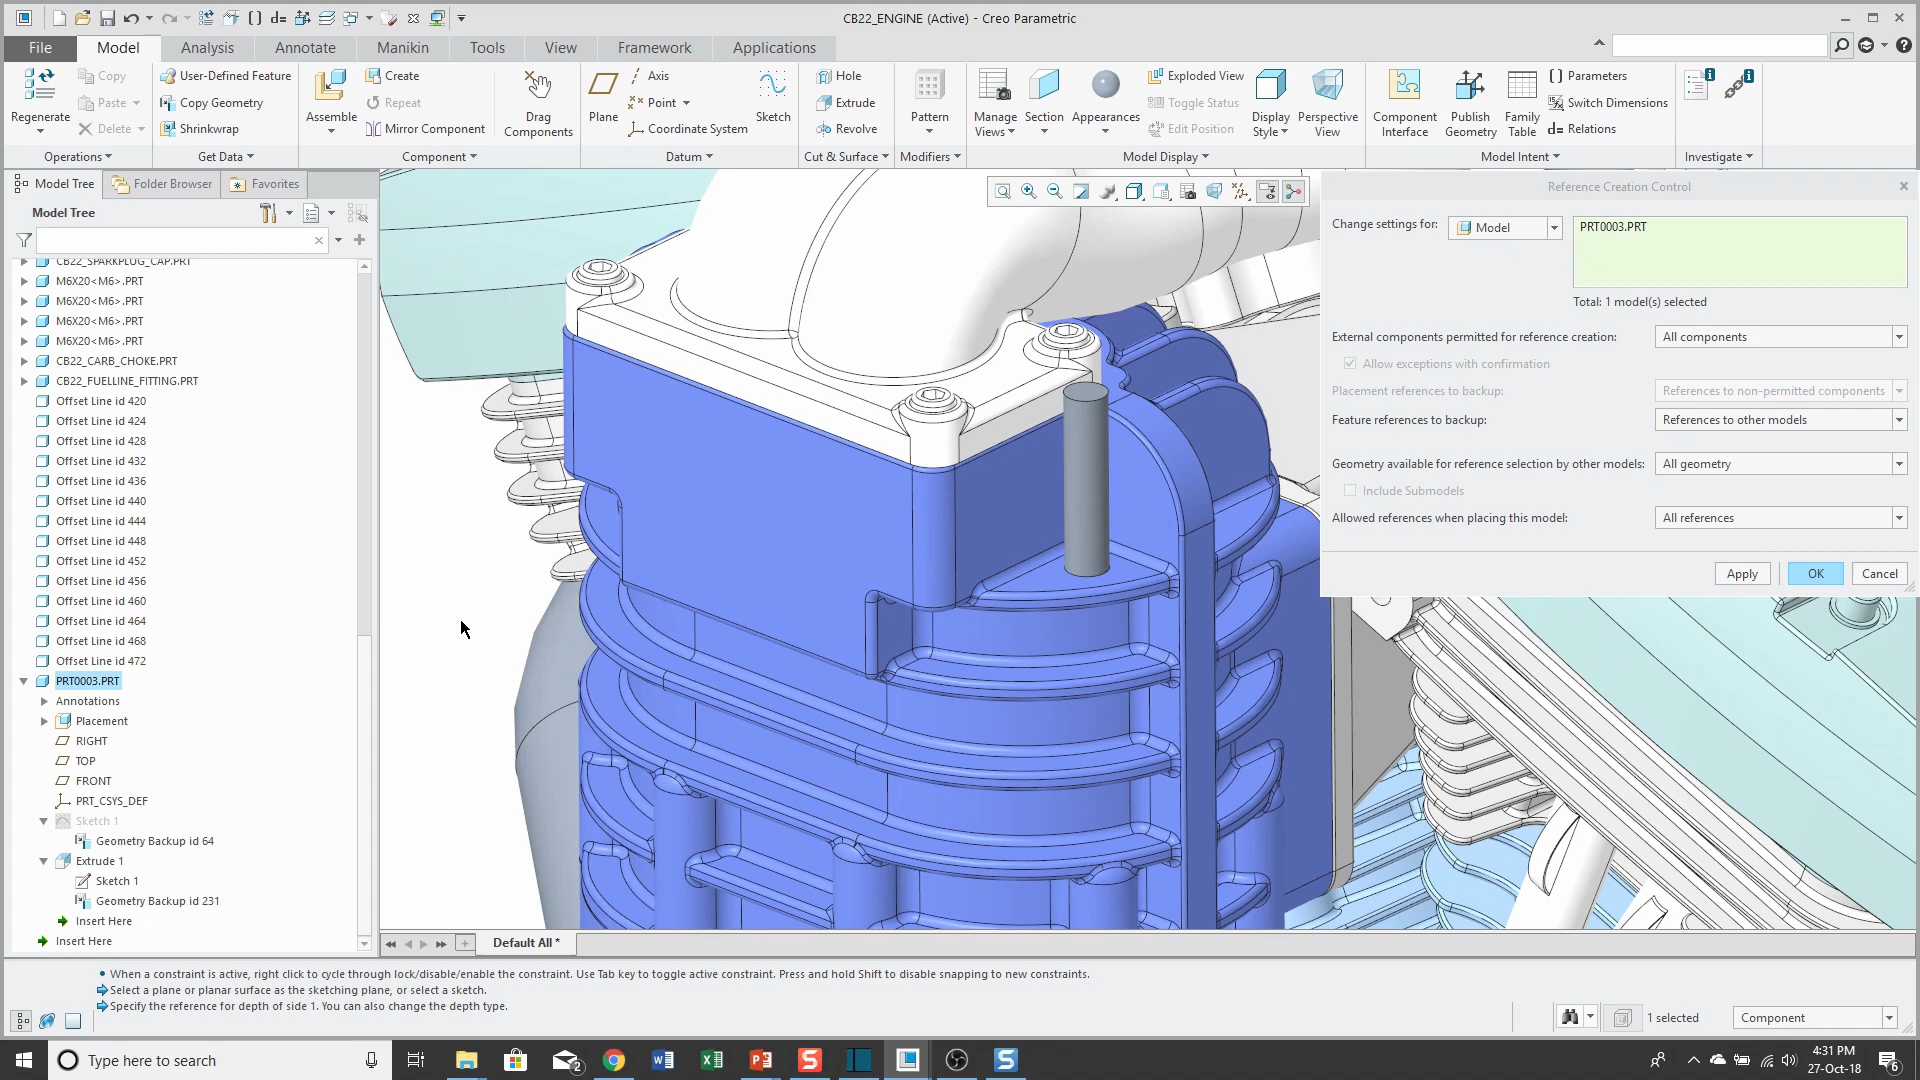 CB22_ENGINE (Active) - Creo Parametric
File Model Analysis Annotate Manikin Tools View Framework Applications
Regenerate
Copy
Paste
Delete
Operations
User-Defined Feature
Copy Geometry
Shrinkwrap
Get Data
Assemble
Create
Repeat
Mirror Component
Drag Components
Component
Plane
Axis
Point
Coordinate System
Sketch
Datum
Hole
Extrude
Revolve
Cut & Surface
Pattern
Modifiers
Manage Views
Section
Appearances
Exploded View
Toggle Status
Edit Position
Display Style
Perspective View
Model Display
Component Interface
Publish Geometry
Family Table
Parameters
Switch Dimensions
Relations
Model Intent
Investigate
Model Tree Folder Browser Favorites
Model Tree
CB22_SPARKPLUG_CAP.PRT
M6X20<M6>.PRT
M6X20<M6>.PRT
M6X20<M6>.PRT
M6X20<M6>.PRT
CB22_CARB_CHOKE.PRT
CB22_FUELLINE_FITTING.PRT
Offset Line id 420
Offset Line id 424
Offset Line id 428
Offset Line id 432
Offset Line id 436
Offset Line id 440
Offset Line id 444
Offset Line id 448
Offset Line id 452
Offset Line id 456
Offset Line id 460
Offset Line id 464
Offset Line id 468
Offset Line id 472
PRT0003.PRT
Annotations
Placement
RIGHT
TOP
FRONT
PRT_CSYS_DEF
Sketch 1
Geometry Backup id 64
Extrude 1
Sketch 1
Geometry Backup id 231
Insert Here
Insert Here
Reference Creation Control
Change settings for: Model PRT0003.PRT
Total: 1 model(s) selected
External components permitted for reference creation: All components
Allow exceptions with confirmation
Placement references to backup: References to non-permitted components
Feature references to backup: References to other models
Geometry available for reference selection by other models: All geometry
Include Submodels
Allowed references when placing this model: All references
Apply OK Cancel
Default All *
• When a constraint is active, right click to cycle through lock/disable/enable the constraint. Use Tab key to toggle active constraint. Press and hold Shift to disable snapping to new constraints.
Select a plane or planar surface as the sketching plane, or select a sketch.
Specify the reference for depth of side 1. You can also change the depth type.
1 selected Component
Type here to search
2
4:31 PM
27-Oct-18
6